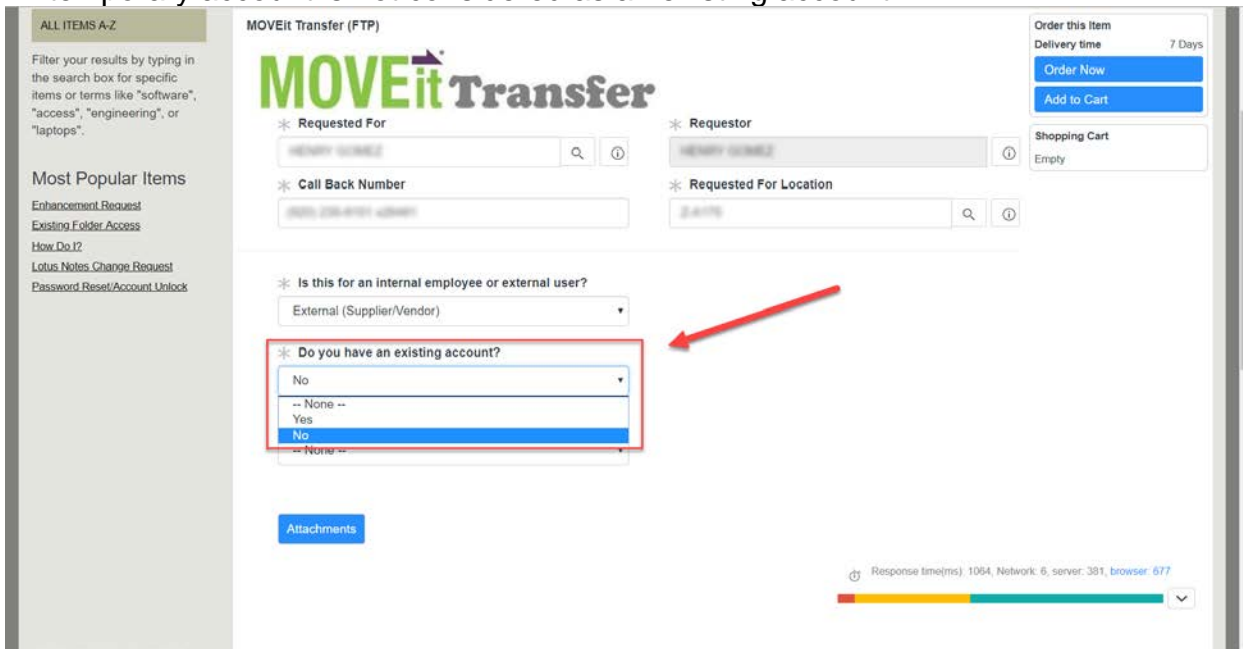 ALL ITEMS A-Z
Filter your results by typing in
the search box for specific
items or terms like "software",
"access", "engineering", or
"laptops".
Most Popular Items
Enhancement Request
Existing Folder Access
How Do I?
Lotus Notes Change Request
Password Reset/Account Unlock
MOVEit Transfer (FTP)
MOVEit Transfer
Requested For
Requestor
Call Back Number
Requested For Location
Is this for an internal employee or external user?
External (Supplier/Vendor)
Do you have an existing account?
No
-- None --
Yes
No
-- None --
Attachments
Order this Item
Delivery time 7 Days
Order Now
Add to Cart
Shopping Cart
Empty
Response time(ms): 1064, Network: 6, server: 381, browser: 677